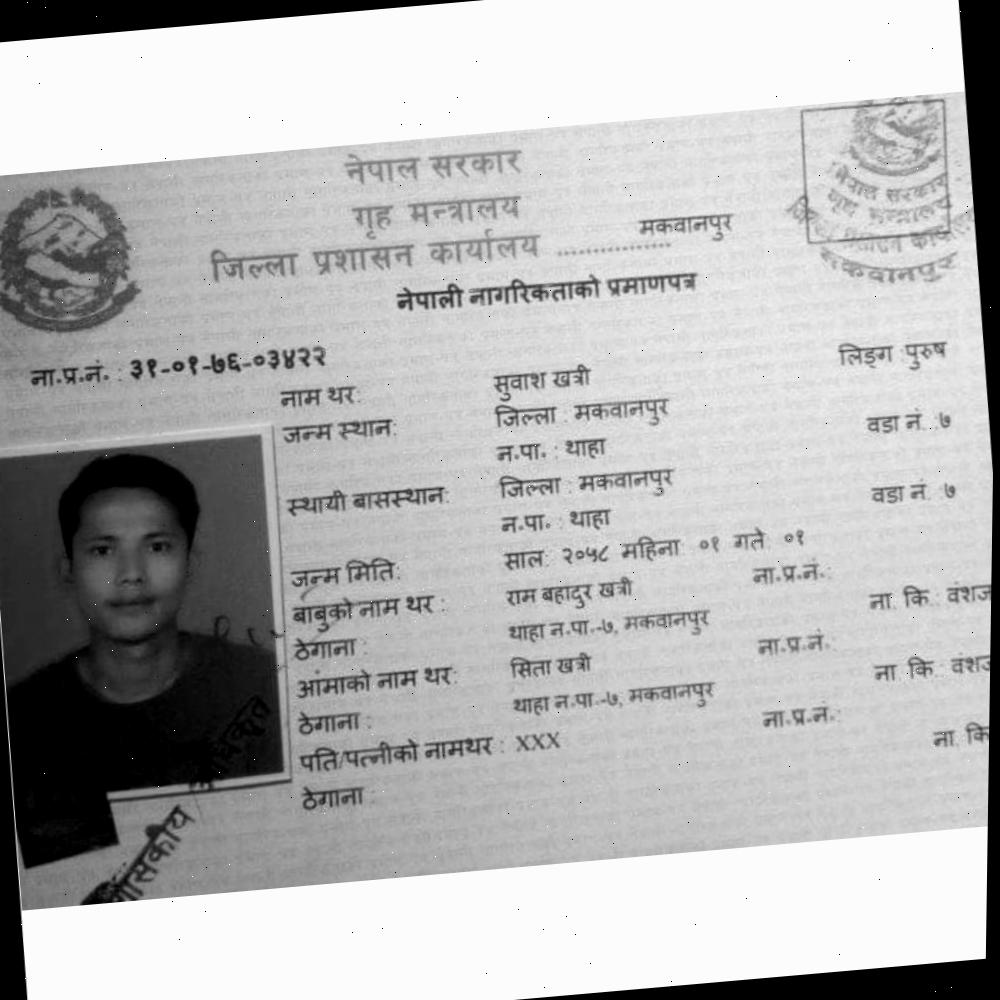 नेपाल सरकार
गृह मन्त्रालय
जिल्ला प्रशासन कार्यालय ............... मकवानपुर
नेपाली नागरिकताको प्रमाणपत्र
नेपाल सरकार
गृह मन्त्रालय
जिल्ला प्रशासन कार्यालय
मकवानपुर
ना.प्र.नं. : ३१-०१-७६-०३४२२
लिङ्ग : पुरुष
नाम थर: सुवाश खत्री
जन्म स्थान: जिल्ला : मकवानपुर
न.पा. : थाहा वडा नं. : ७
स्थायी बासस्थान: जिल्ला : मकवानपुर
न.पा. : थाहा वडा नं. ७
जन्म मिति: साल: २०५८ महिना: ०१ गते: ०१
बाबुको नाम थर : राम बहादुर खत्री ना.प्र.नं.:
ठेगाना : थाहा न.पा.-७, मकवानपुर ना. कि.: वंशज
आमाको नाम थर: सिता खत्री ना.प्र.नं.:
ठेगाना : थाहा न.पा.-७, मकवानपुर ना. कि.: वंशज
पति/पत्नीको नामथर : XXX ना.प्र.नं.:
ठेगाना : ना. कि